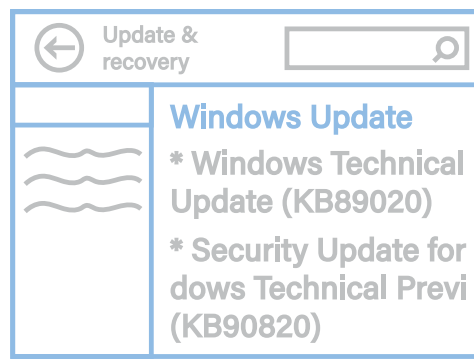 Update &
recovery
Windows Update
* Windows Technical
Update (KB89020)
* Security Update for
dows Technical Previ
(KB90820)